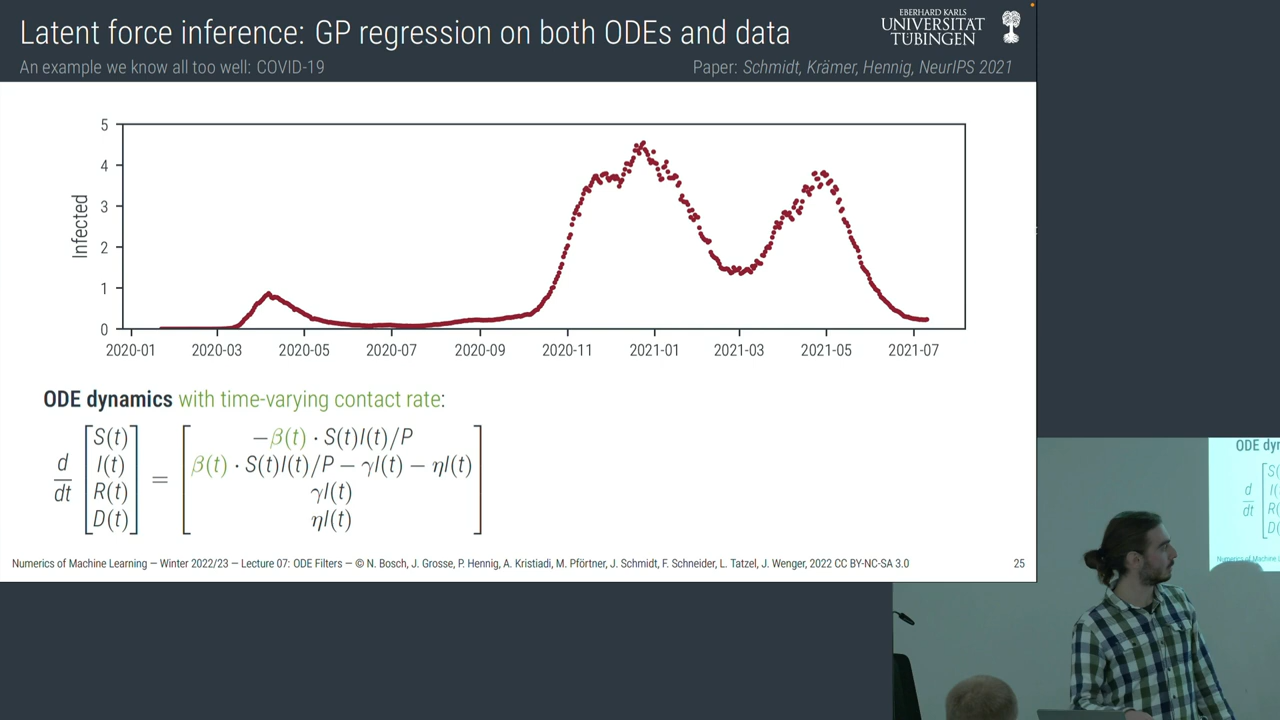 Latent force inference: GP regression on both ODEs and data
EBERHARD KARLS
UNIVERSITÄT
TÜBINGEN
An example we know all too well: COVID-19
Paper: Schmidt, Krämer, Hennig, NeurIPS 2021
5
4
3
2
1
0
Infected
2020-01 2020-03 2020-05 2020-07 2020-09 2020-11 2021-01 2021-03 2021-05 2021-07
ODE dynamics with time-varying contact rate:
d/dt [S(t) I(t) R(t) D(t)] =
−β(t) · S(t)I(t)/P
β(t) · S(t)I(t)/P − γI(t) − ηI(t)
γI(t)
ηI(t)
Numerics of Machine Learning — Winter 2022/23 — Lecture 07: ODE Filters — © N. Bosch, J. Grosse, P. Hennig, A. Kristiadi, M. Pförtner, J. Schmidt, F. Schneider, L. Tatzel, J. Wenger, 2022 CC BY-NC-SA 3.0
25
ODE dyn
d
dt
Numerics of Machine Le